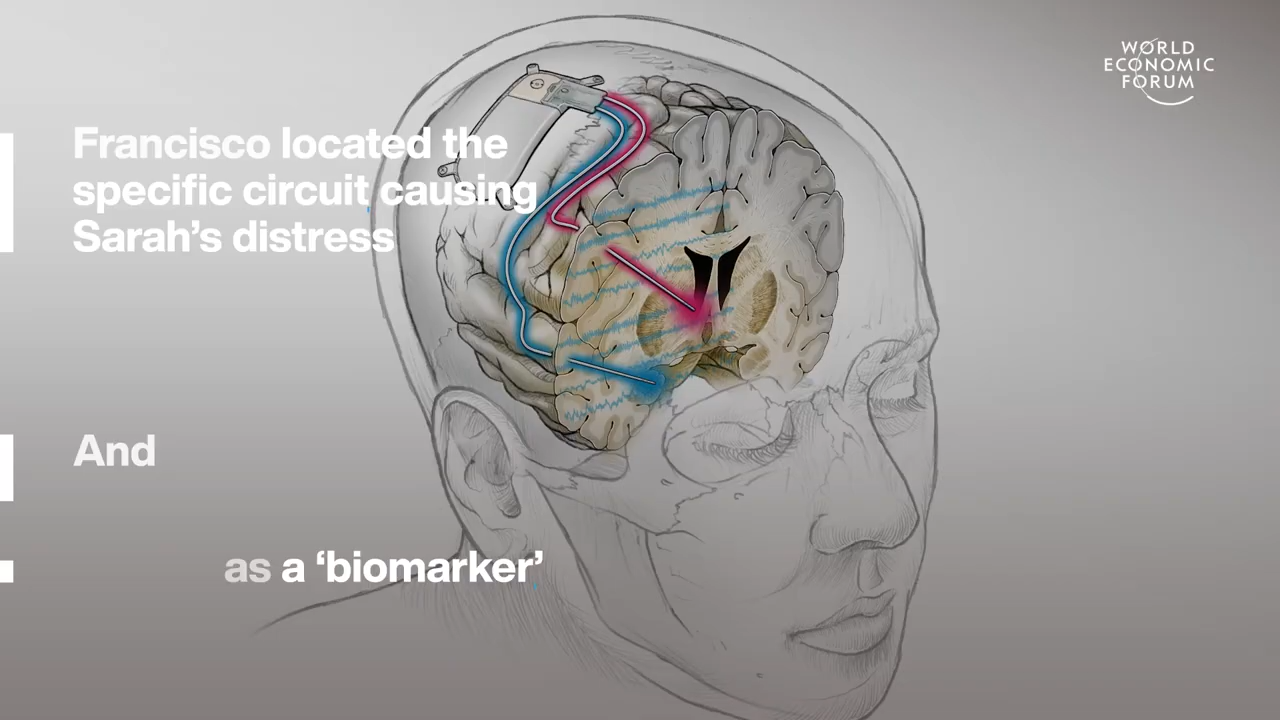 WORLD
ECONOMIC
FORUM
Francisco located the
specific circuit causing
Sarah’s distress
And
as a ‘biomarker’